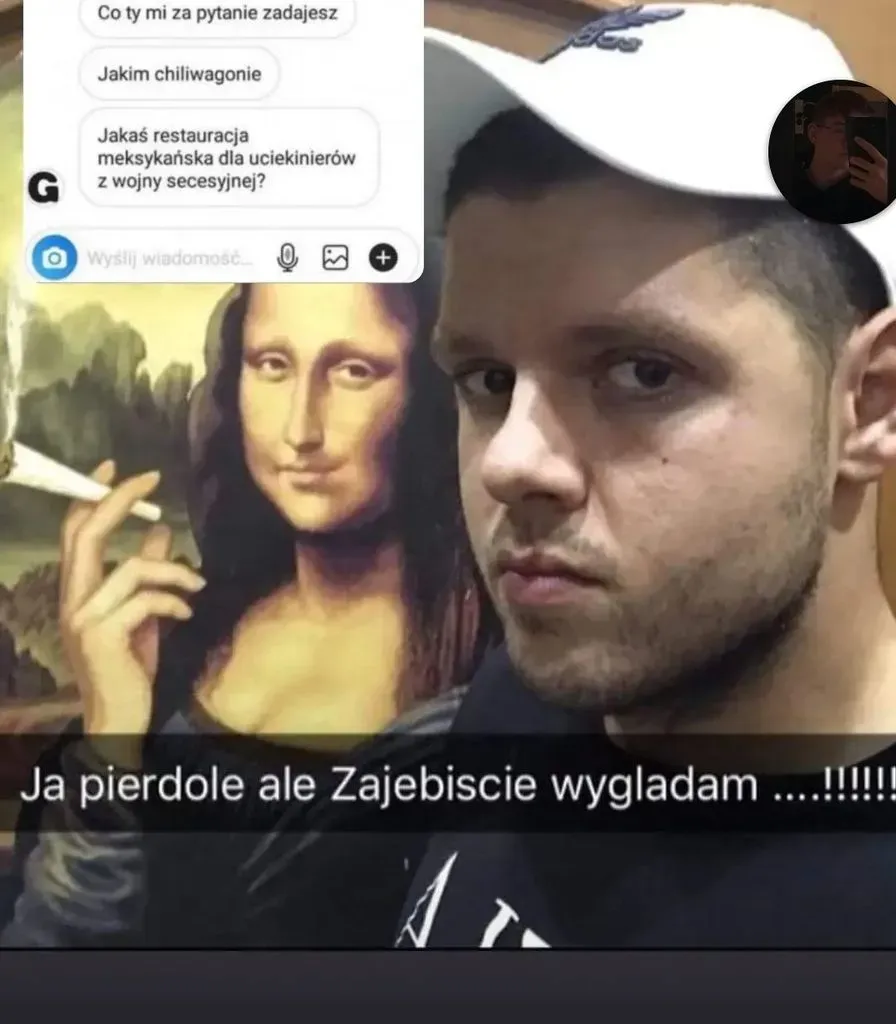 Co ty mi za pytanie zadajesz
Jakim chiliwagonie
Jakaś restauracja
meksykańska dla uciekinierów
z wojny secesyjnej?
G
Wyślij wiadomość...
Ja pierdole ale Zajebiscie wygladam ....!!!!!!!